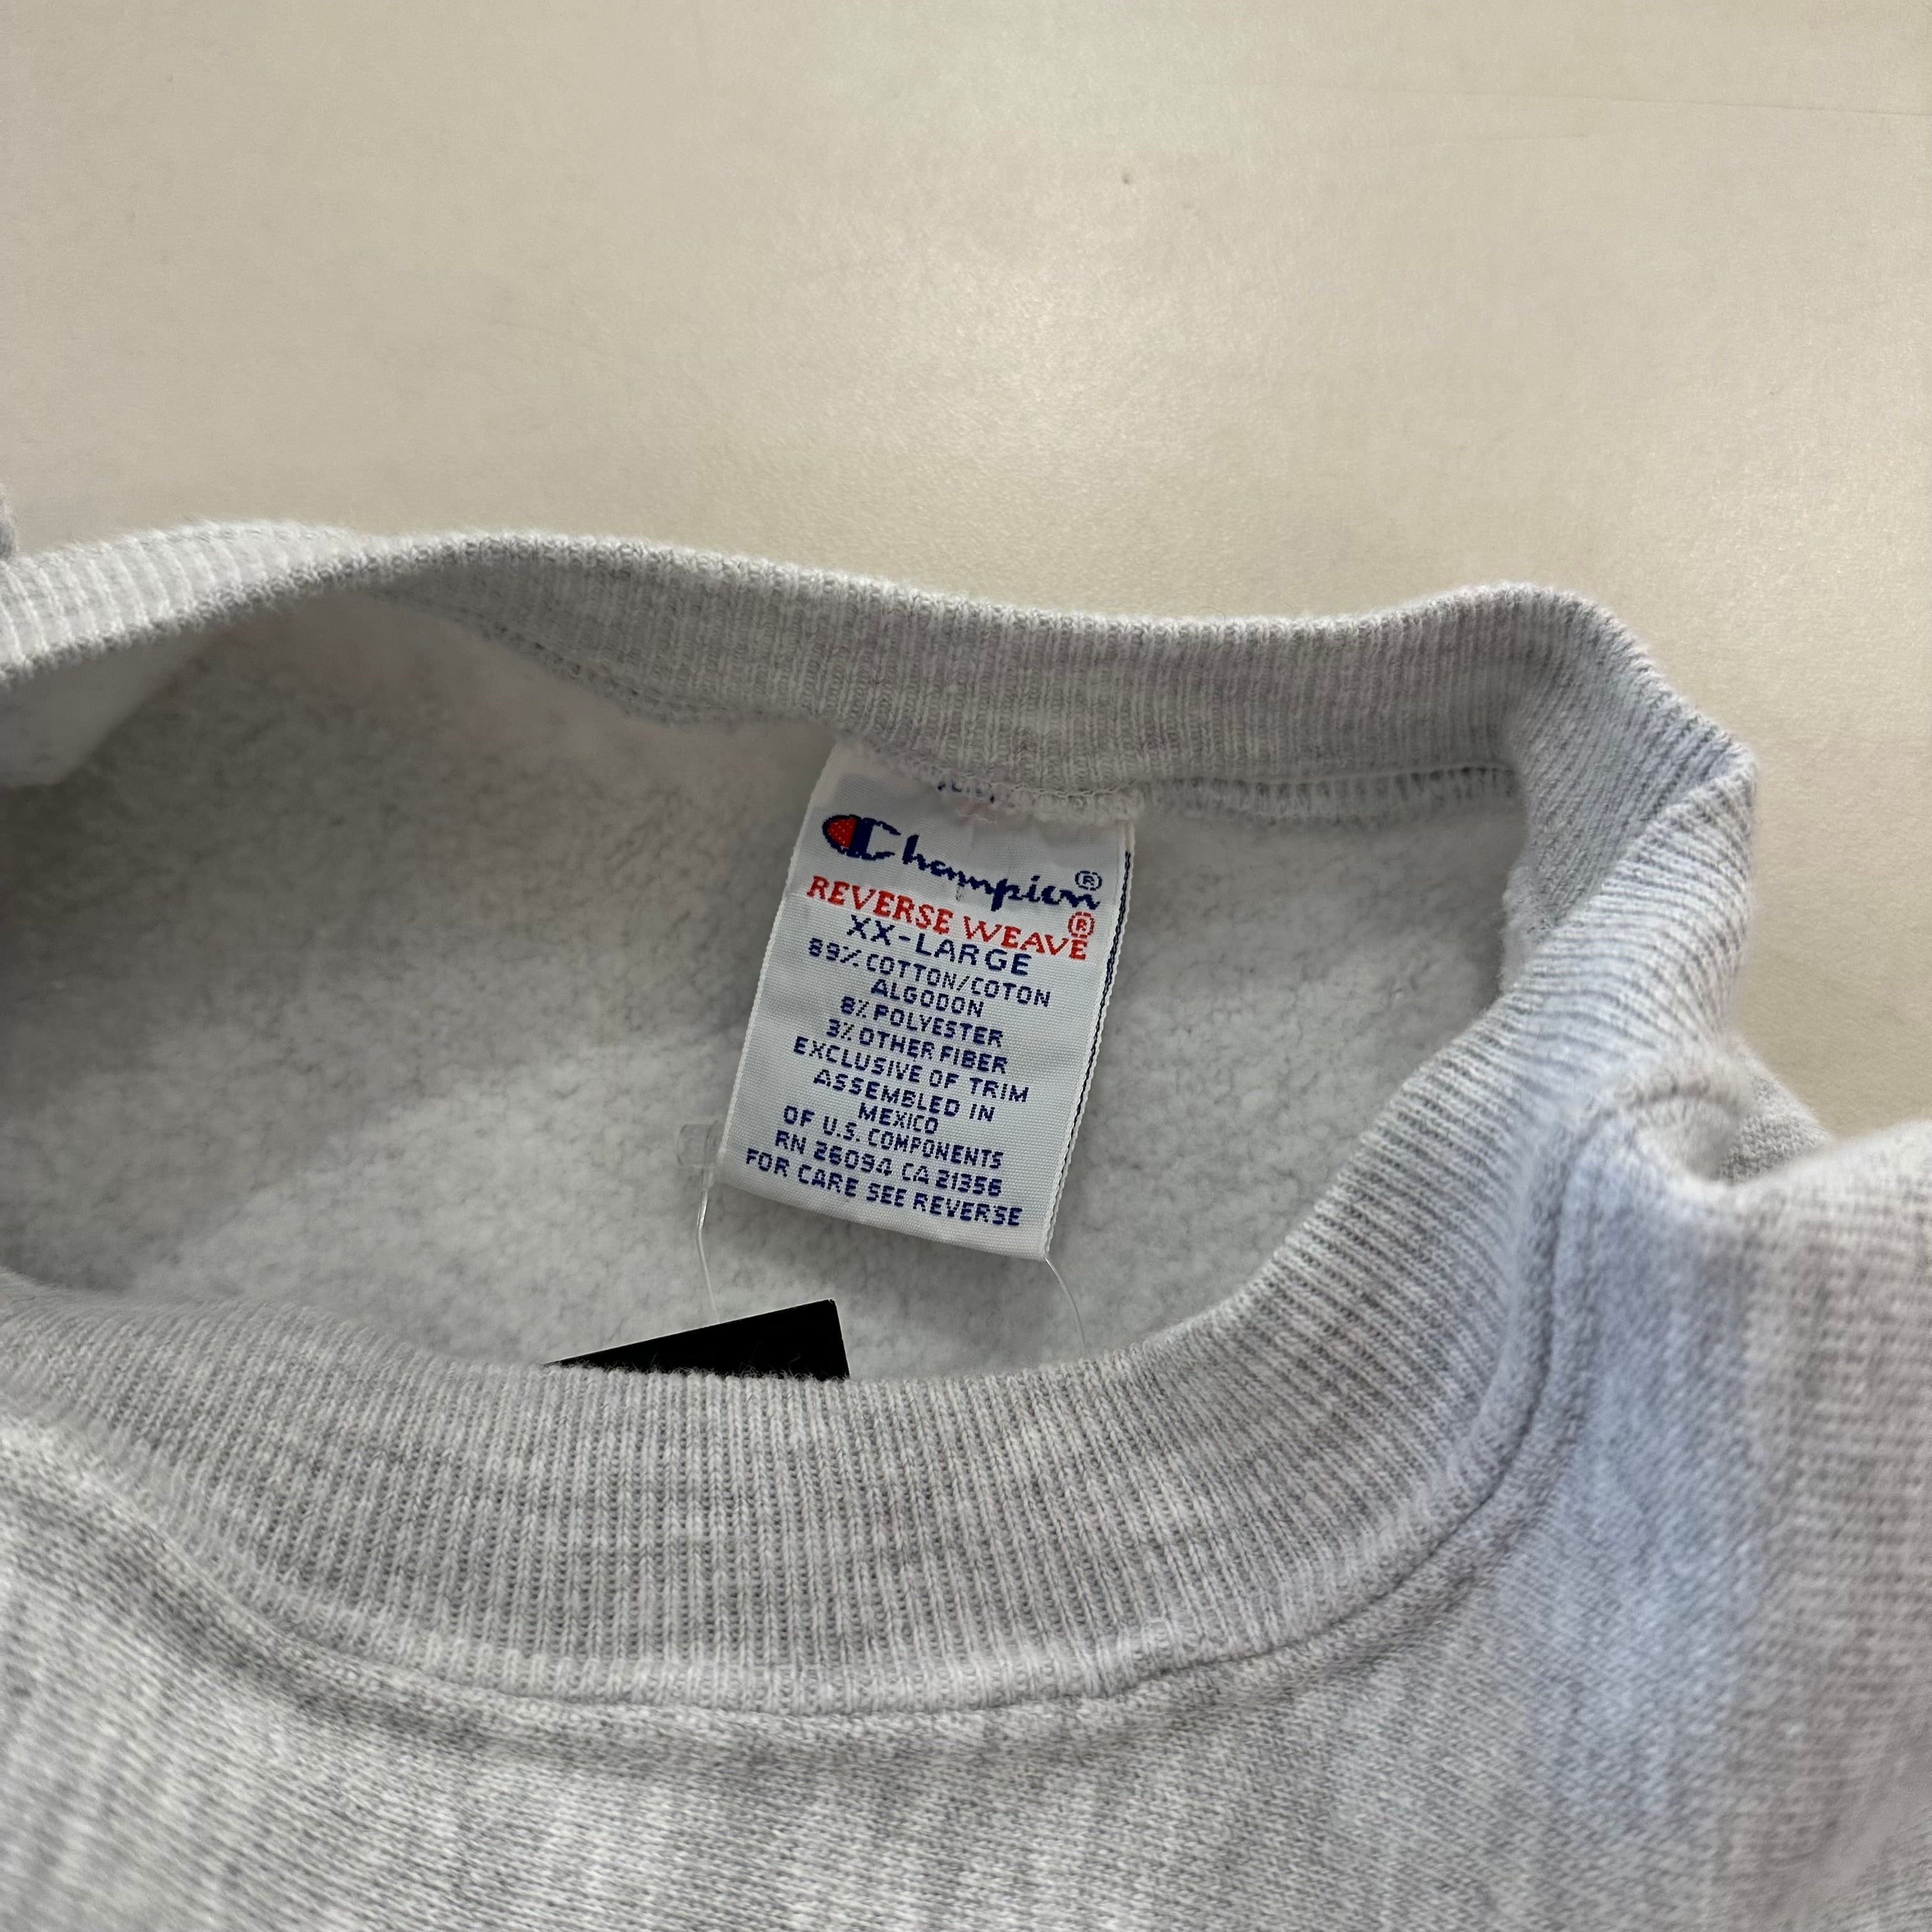 Champion®
REVERSE WEAVE®
XX-LARGE
89% COTTON/COTON
ALGODON
8% POLYESTER
3% OTHER FIBER
EXCLUSIVE OF TRIM
ASSEMBLED IN
MEXICO
OF U.S. COMPONENTS
RN 26094 CA 21356
FOR CARE SEE REVERSE